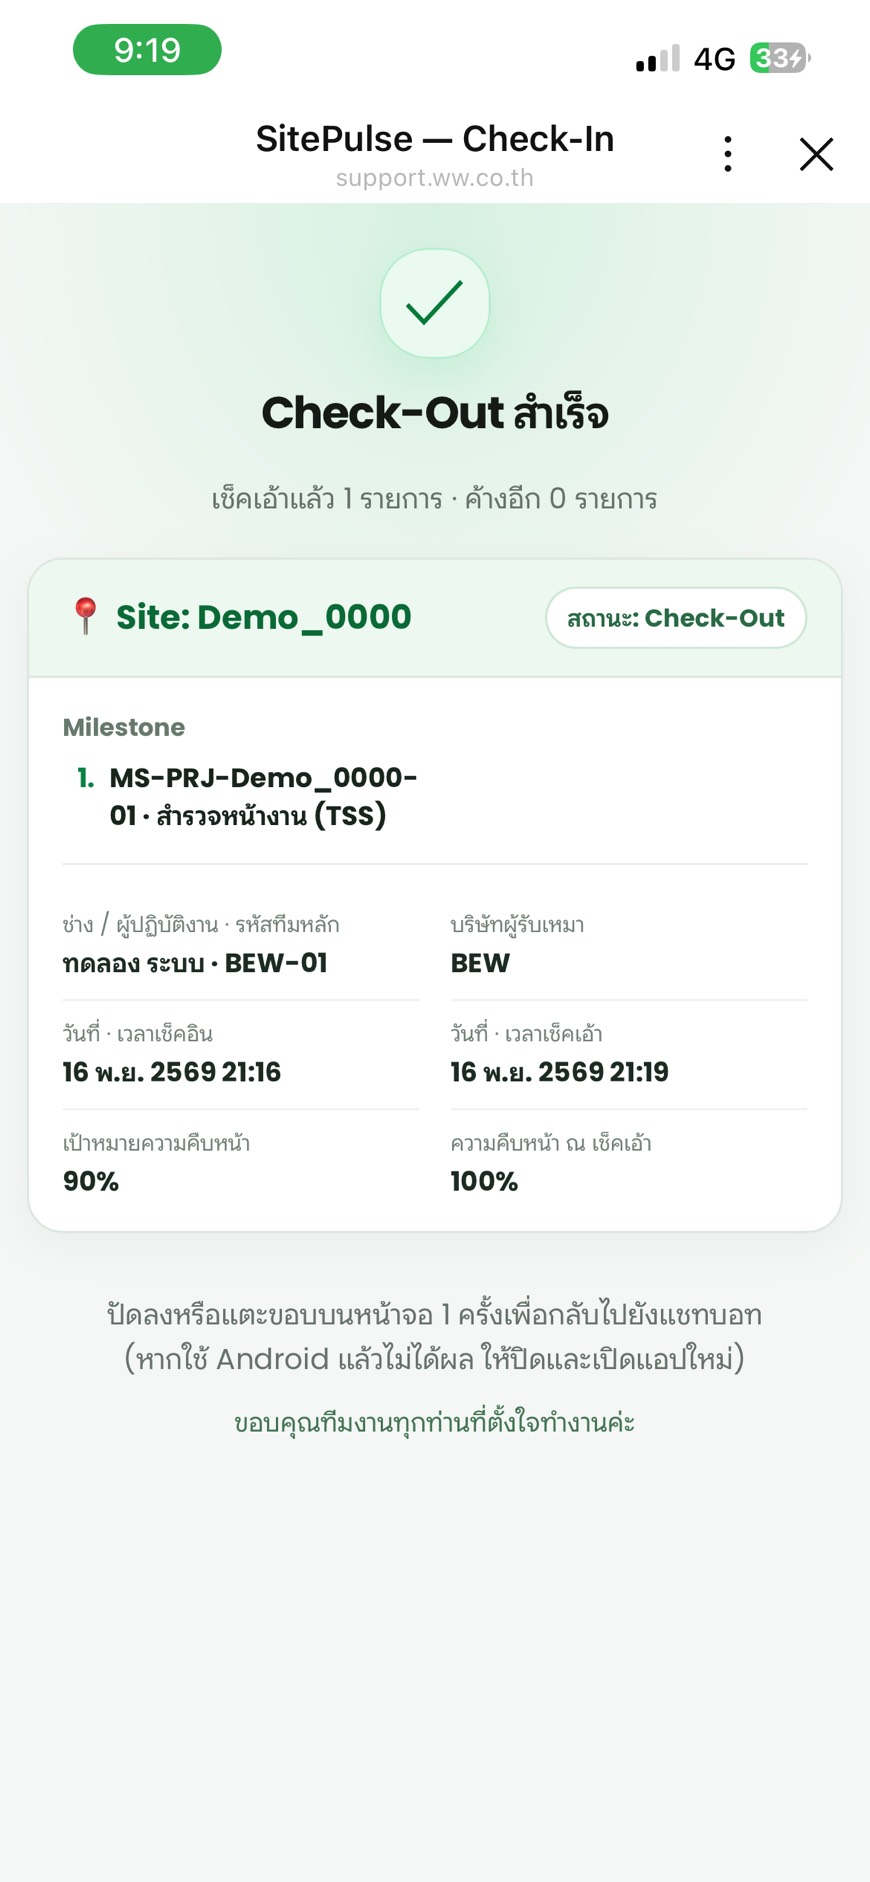 9:19
4G 33
SitePulse — Check-In
support.ww.co.th
Check-Out สำเร็จ
เช็คเอ้าแล้ว 1 รายการ · ค้างอีก 0 รายการ
Site: Demo_0000
สถานะ: Check-Out
Milestone
1. MS-PRJ-Demo_0000-
01 · สำรวจหน้างาน (TSS)
ช่าง / ผู้ปฏิบัติงาน · รหัสทีมหลัก
ทดลอง ระบบ · BEW-01
บริษัทผู้รับเหมา
BEW
วันที่ · เวลาเช็คอิน
16 พ.ย. 2569 21:16
วันที่ · เวลาเช็คเอ้า
16 พ.ย. 2569 21:19
เป้าหมายความคืบหน้า
90%
ความคืบหน้า ณ เช็คเอ้า
100%
ปัดลงหรือแตะขอบบนหน้าจอ 1 ครั้งเพื่อกลับไปยังแชทบอท
(หากใช้ Android แล้วไม่ได้ผล ให้ปิดและเปิดแอปใหม่)
ขอบคุณทีมงานทุกท่านที่ตั้งใจทำงานค่ะ